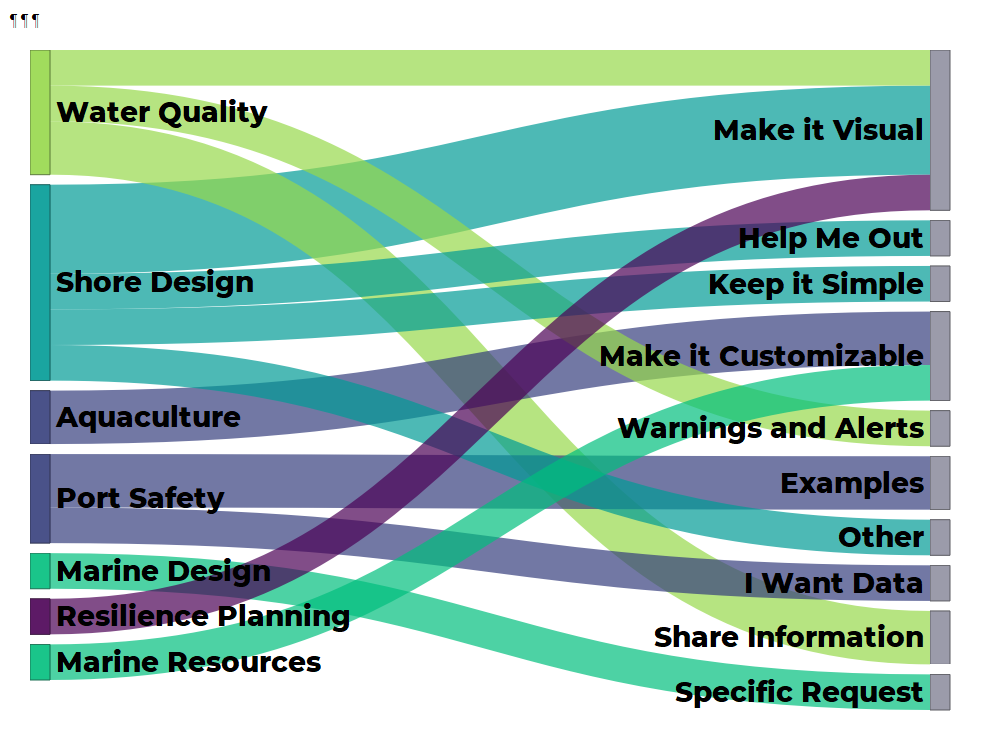 ¶¶¶
Water Quality
Shore Design
Aquaculture
Port Safety
Marine Design
Resilience Planning
Marine Resources
Make it Visual
Help Me Out
Keep it Simple
Make it Customizable
Warnings and Alerts
Examples
Other
I Want Data
Share Information
Specific Request